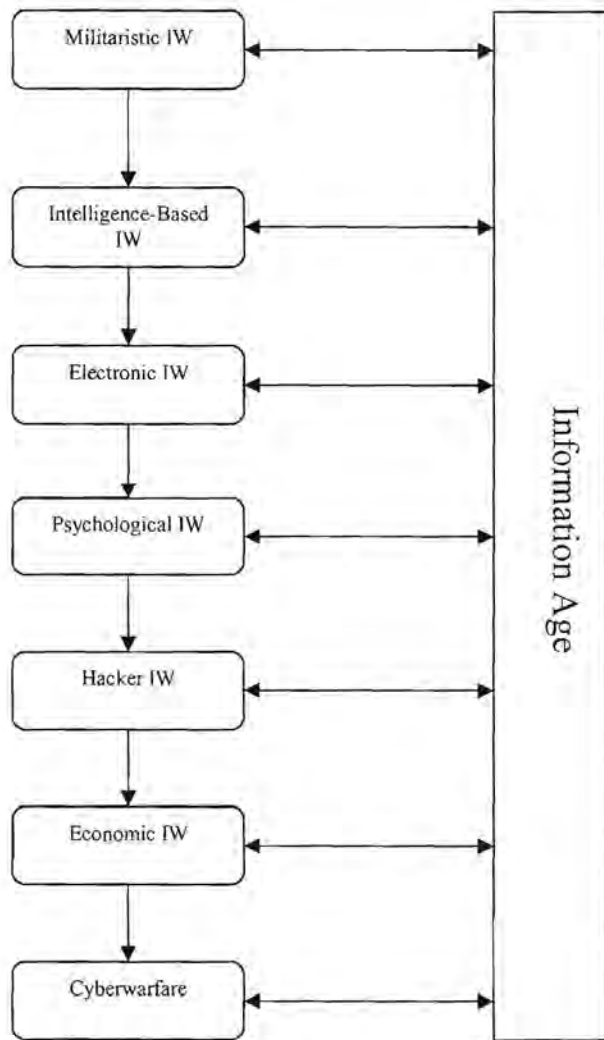 Militaristic IW
Intelligence-Based
IW
Electronic IW
Psychological IW
Hacker IW
Economic IW
Cyberwarfare
Information Age